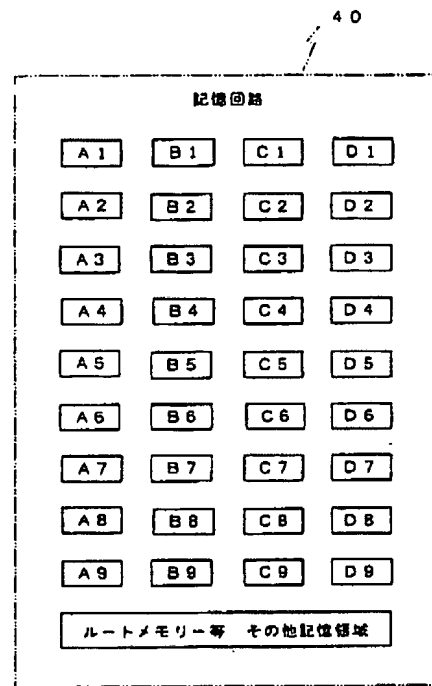 40
記憶回路
A1 B1 C1 D1
A2 B2 C2 D2
A3 B3 C3 D3
A4 B4 C4 D4
A5 B5 C5 D5
A6 B6 C6 D6
A7 B7 C7 D7
A8 B8 C8 D8
A9 B9 C9 D9
ルートメモリー等 その他記憶領域